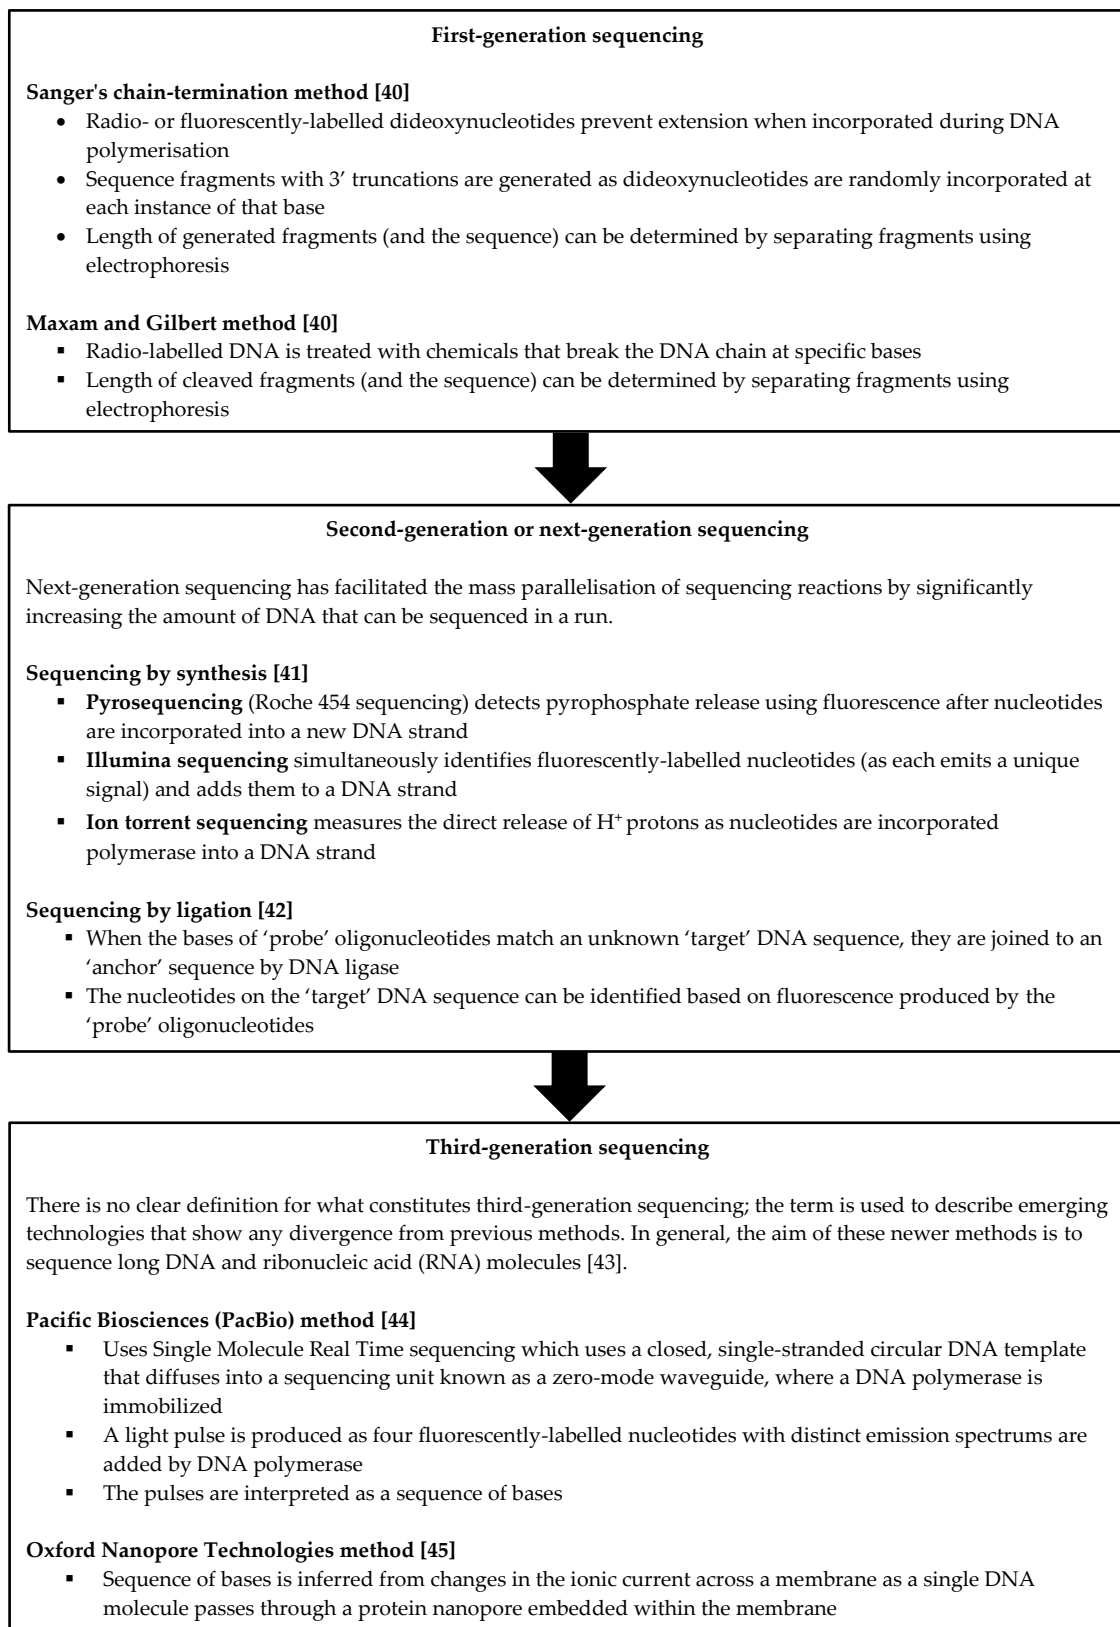 First-generation sequencing
Sanger's chain-termination method [40]
• Radio- or fluorescently-labelled dideoxynucleotides prevent extension when incorporated during DNA
polymerisation
• Sequence fragments with 3′ truncations are generated as dideoxynucleotides are randomly incorporated at
each instance of that base
• Length of generated fragments (and the sequence) can be determined by separating fragments using
electrophoresis
Maxam and Gilbert method [40]
▪ Radio-labelled DNA is treated with chemicals that break the DNA chain at specific bases
▪ Length of cleaved fragments (and the sequence) can be determined by separating fragments using
electrophoresis
Second-generation or next-generation sequencing
Next-generation sequencing has facilitated the mass parallelisation of sequencing reactions by significantly
increasing the amount of DNA that can be sequenced in a run.
Sequencing by synthesis [41]
▪ Pyrosequencing (Roche 454 sequencing) detects pyrophosphate release using fluorescence after nucleotides
are incorporated into a new DNA strand
▪ Illumina sequencing simultaneously identifies fluorescently-labelled nucleotides (as each emits a unique
signal) and adds them to a DNA strand
▪ Ion torrent sequencing measures the direct release of H⁺ protons as nucleotides are incorporated
polymerase into a DNA strand
Sequencing by ligation [42]
▪ When the bases of ‘probe’ oligonucleotides match an unknown ‘target’ DNA sequence, they are joined to an
‘anchor’ sequence by DNA ligase
▪ The nucleotides on the ‘target’ DNA sequence can be identified based on fluorescence produced by the
‘probe’ oligonucleotides
Third-generation sequencing
There is no clear definition for what constitutes third-generation sequencing; the term is used to describe emerging
technologies that show any divergence from previous methods. In general, the aim of these newer methods is to
sequence long DNA and ribonucleic acid (RNA) molecules [43].
Pacific Biosciences (PacBio) method [44]
▪ Uses Single Molecule Real Time sequencing which uses a closed, single-stranded circular DNA template
that diffuses into a sequencing unit known as a zero-mode waveguide, where a DNA polymerase is
immobilized
▪ A light pulse is produced as four fluorescently-labelled nucleotides with distinct emission spectrums are
added by DNA polymerase
▪ The pulses are interpreted as a sequence of bases
Oxford Nanopore Technologies method [45]
▪ Sequence of bases is inferred from changes in the ionic current across a membrane as a single DNA
molecule passes through a protein nanopore embedded within the membrane